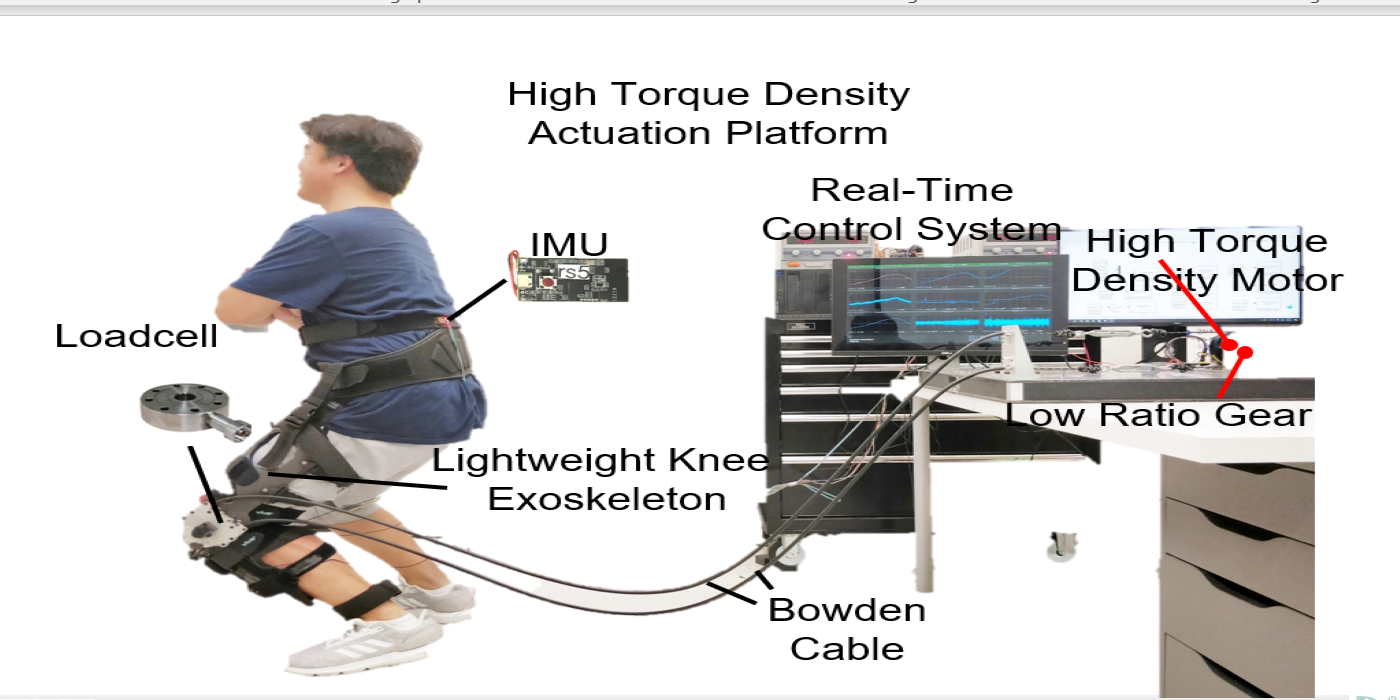 High Torque Density
Actuation Platform
Real-Time
Control System
IMU
rs5
High Torque
Density Motor
Loadcell
Low Ratio Gear
Lightweight Knee
Exoskeleton
Bowden
Cable